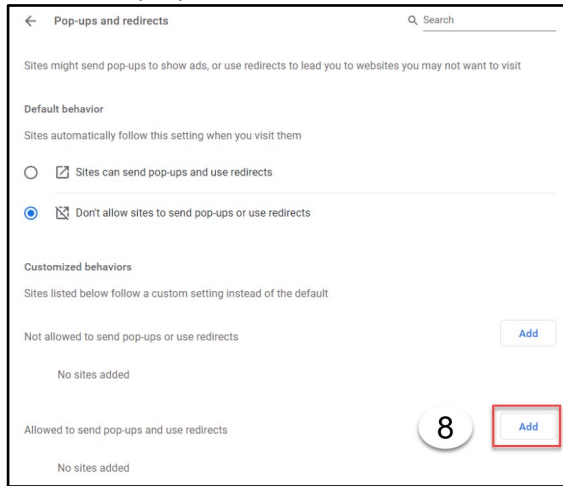 Pop-ups and redirects
Search
Sites might send pop-ups to show ads, or use redirects to lead you to websites you may not want to visit
Default behavior
Sites automatically follow this setting when you visit them
Sites can send pop-ups and use redirects
Don't allow sites to send pop-ups or use redirects
Customized behaviors
Sites listed below follow a custom setting instead of the default
Not allowed to send pop-ups or use redirects
Add
No sites added
Allowed to send pop-ups and use redirects
8
Add
No sites added